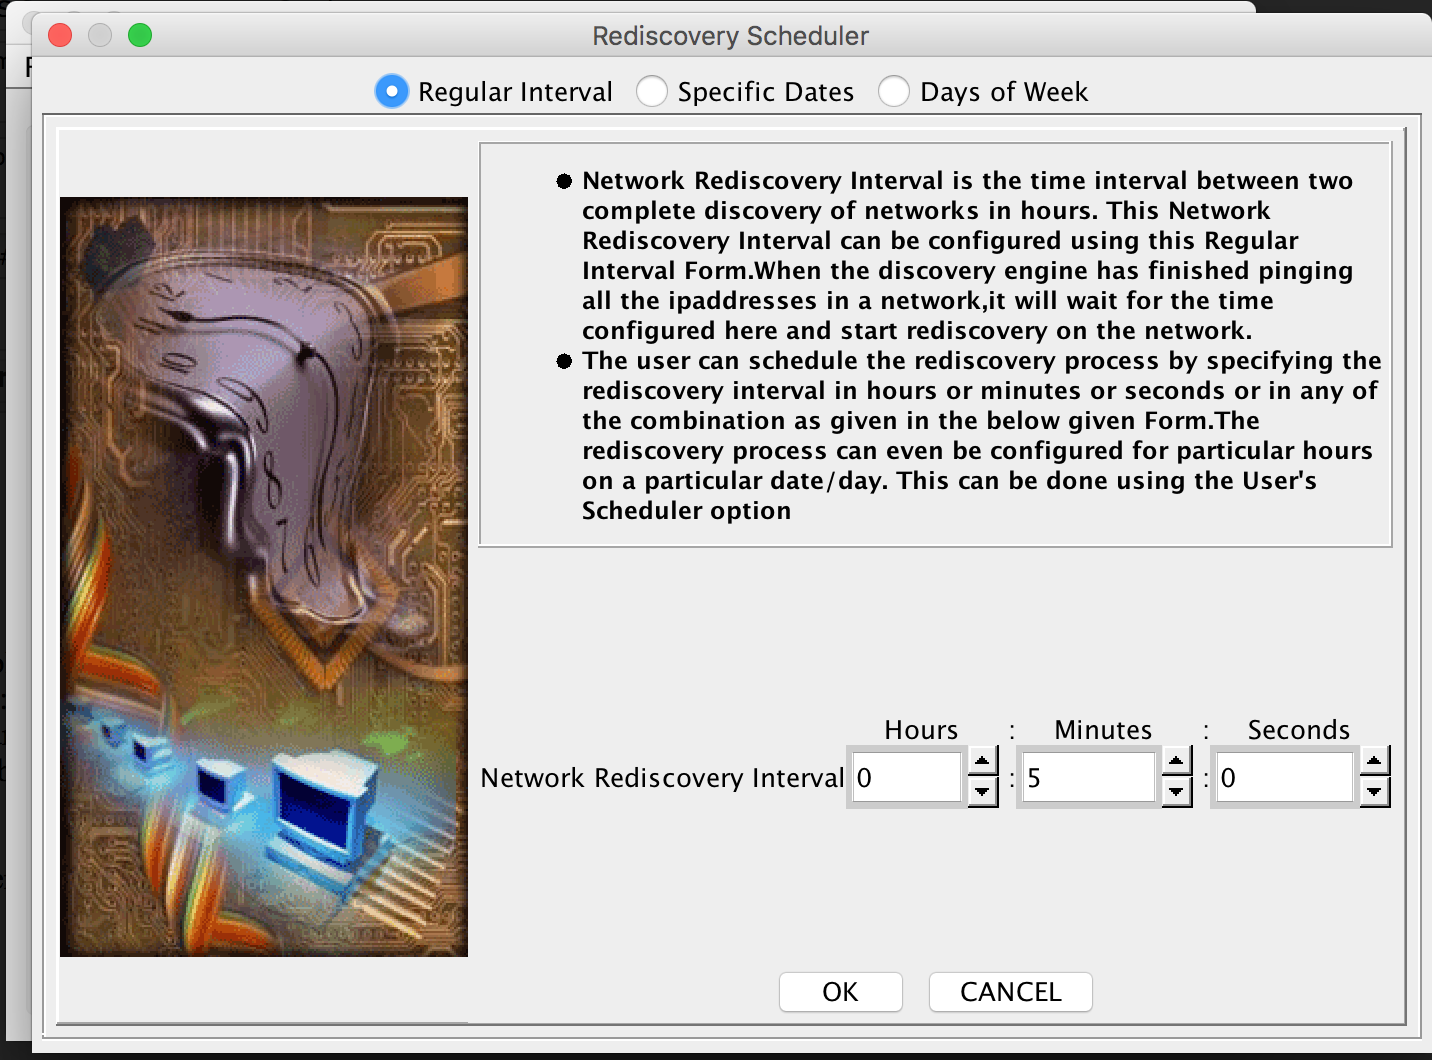 Rediscovery Scheduler
Regular Interval Specific Dates Days of Week
Network Rediscovery Interval is the time interval between two
complete discovery of networks in hours. This Network
Rediscovery Interval can be configured using this Regular
Interval Form.When the discovery engine has finished pinging
all the ipaddresses in a network,it will wait for the time
configured here and start rediscovery on the network.
The user can schedule the rediscovery process by specifying the
rediscovery interval in hours or minutes or seconds or in any of
the combination as given in the below given Form.The
rediscovery process can even be configured for particular hours
on a particular date/day. This can be done using the User's
Scheduler option
Hours : Minutes : Seconds
Network Rediscovery Interval 0 : 5 : 0
OK CANCEL